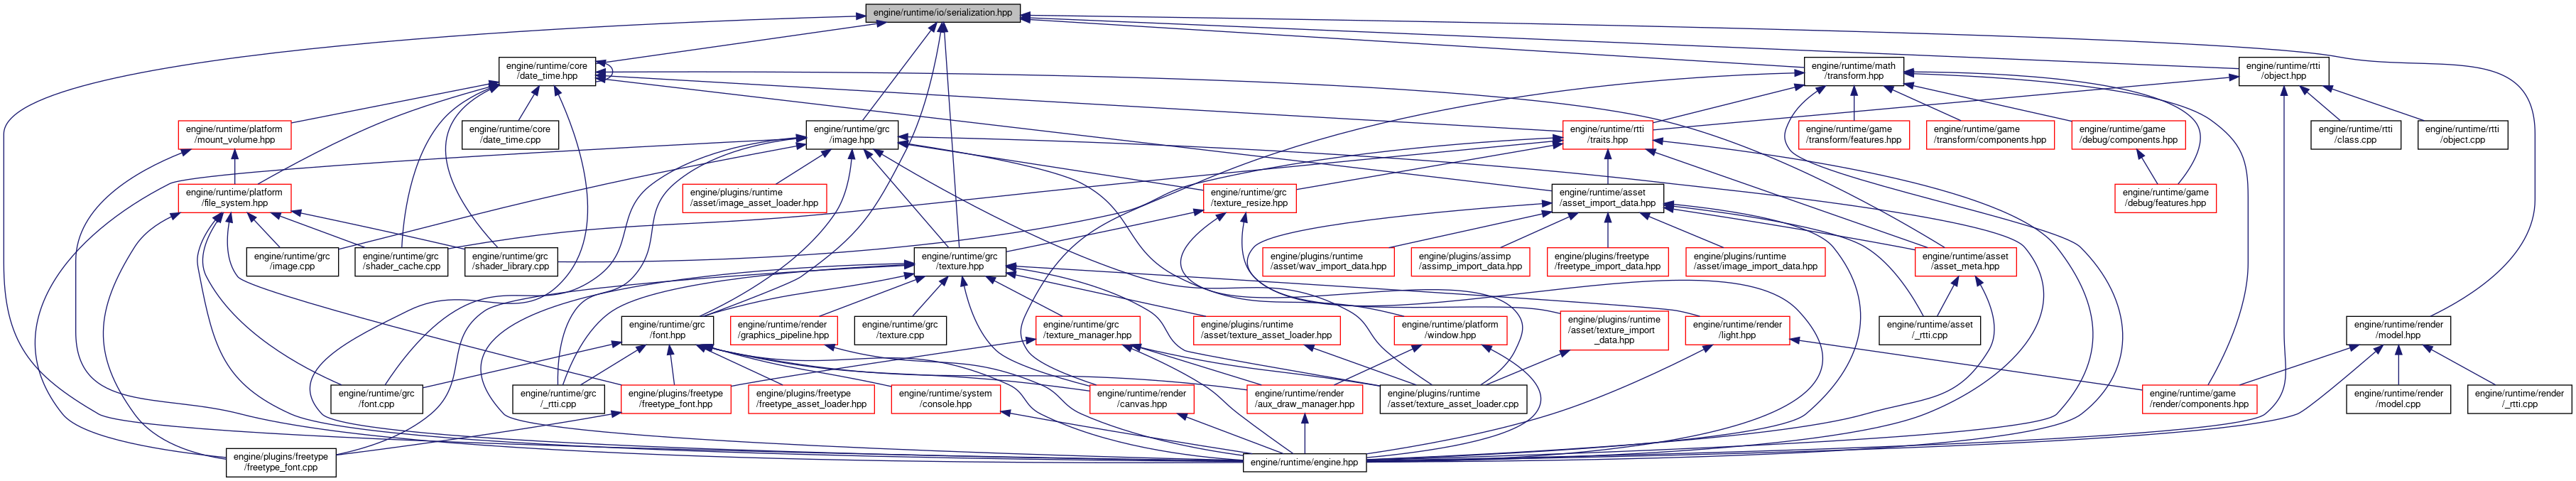 engine/runtime/io/serialization.hpp
engine/runtime/core
/date_time.hpp
engine/runtime/math
/transform.hpp
engine/runtime/rtti
/object.hpp
engine/runtime/platform
/mount_volume.hpp
engine/runtime/core
/date_time.cpp
engine/runtime/grc
/image.hpp
engine/runtime/rtti
/traits.hpp
engine/runtime/game
/transform/features.hpp
engine/runtime/game
/transform/components.hpp
engine/runtime/game
/debug/components.hpp
engine/runtime/rtti
/class.cpp
engine/runtime/rtti
/object.cpp
engine/runtime/platform
/file_system.hpp
engine/plugins/runtime
/asset/image_asset_loader.hpp
engine/runtime/grc
/texture_resize.hpp
engine/runtime/asset
/asset_import_data.hpp
engine/runtime/game
/debug/features.hpp
engine/runtime/grc
/image.cpp
engine/runtime/grc
/shader_cache.cpp
engine/runtime/grc
/shader_library.cpp
engine/runtime/grc
/texture.hpp
engine/plugins/runtime
/asset/wav_import_data.hpp
engine/plugins/assimp
/assimp_import_data.hpp
engine/plugins/freetype
/freetype_import_data.hpp
engine/plugins/runtime
/asset/image_import_data.hpp
engine/runtime/asset
/asset_meta.hpp
engine/runtime/grc
/font.hpp
engine/runtime/render
/graphics_pipeline.hpp
engine/runtime/grc
/texture.cpp
engine/runtime/grc
/texture_manager.hpp
engine/plugins/runtime
/asset/texture_asset_loader.hpp
engine/runtime/platform
/window.hpp
engine/plugins/runtime
/asset/texture_import
_data.hpp
engine/runtime/render
/light.hpp
engine/runtime/asset
/_rtti.cpp
engine/runtime/render
/model.hpp
engine/runtime/grc
/font.cpp
engine/runtime/grc
/_rtti.cpp
engine/plugins/freetype
/freetype_font.hpp
engine/plugins/freetype
/freetype_asset_loader.hpp
engine/runtime/system
/console.hpp
engine/runtime/render
/canvas.hpp
engine/runtime/render
/aux_draw_manager.hpp
engine/plugins/runtime
/asset/texture_asset_loader.cpp
engine/runtime/game
/render/components.hpp
engine/runtime/render
/model.cpp
engine/runtime/render
/_rtti.cpp
engine/plugins/freetype
/freetype_font.cpp
engine/runtime/engine.hpp